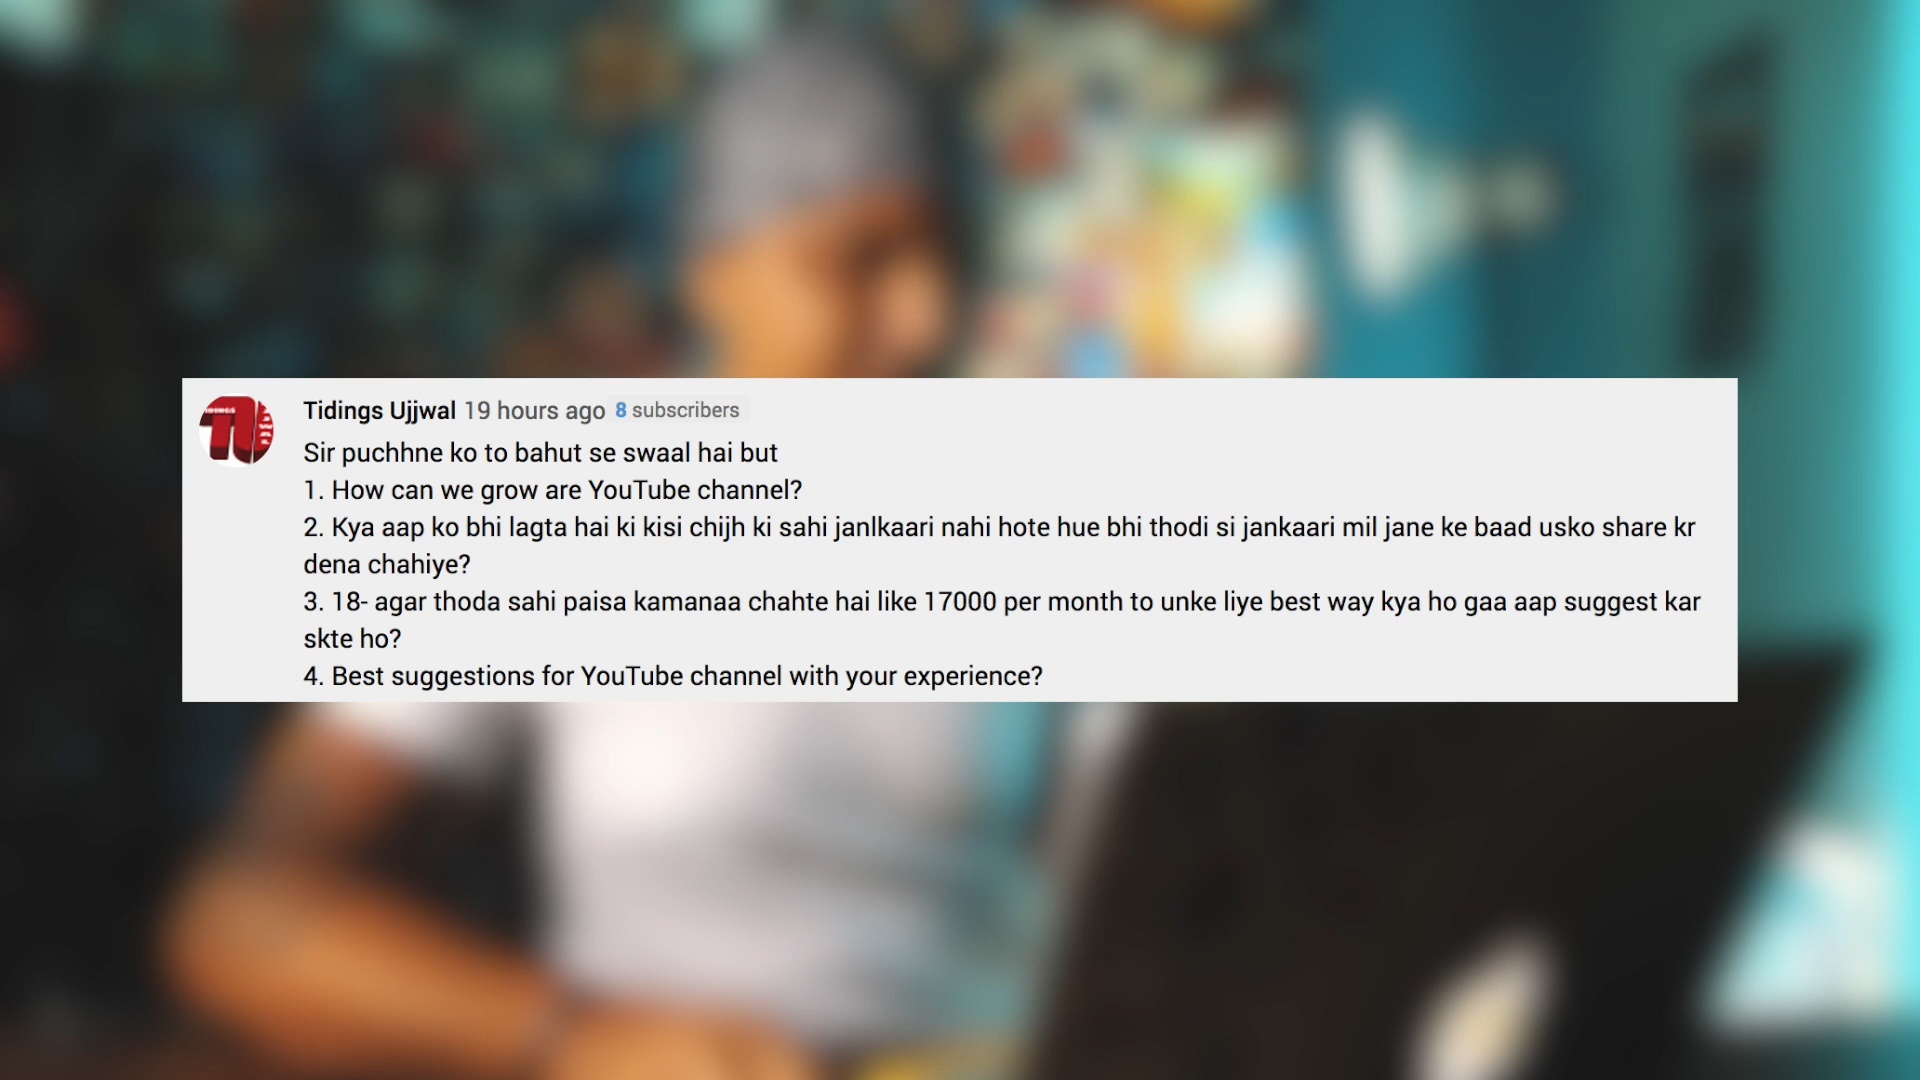 Tidings Ujjwal 19 hours ago 8 subscribers
Sir puchhne ko to bahut se swaal hai but
1. How can we grow are YouTube channel?
2. Kya aap ko bhi lagta hai ki kisi chijh ki sahi janlkaari nahi hote hue bhi thodi si jankaari mil jane ke baad usko share kr
dena chahiye?
3. 18- agar thoda sahi paisa kamanaa chahte hai like 17000 per month to unke liye best way kya ho gaa aap suggest kar
skte ho?
4. Best suggestions for YouTube channel with your experience?